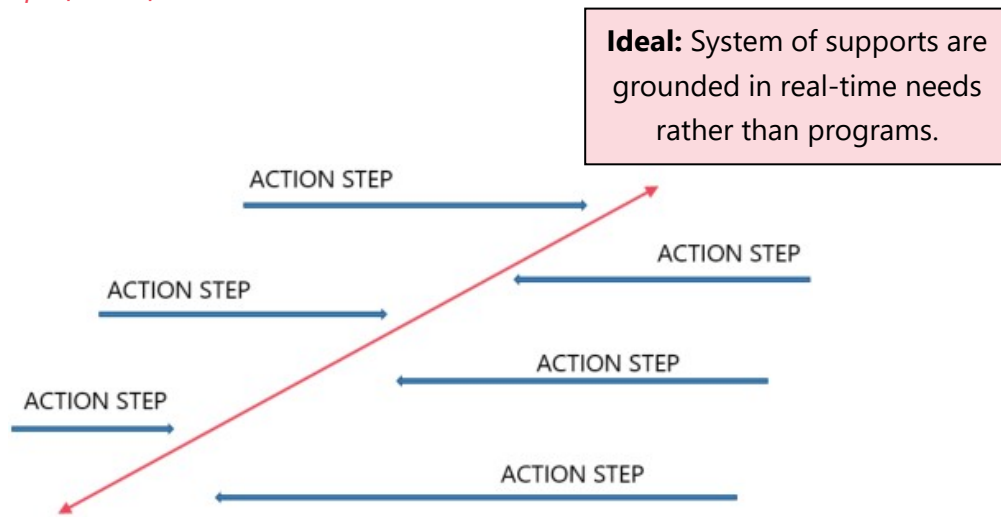 Ideal: System of supports are
grounded in real-time needs
rather than programs.
ACTION STEP
ACTION STEP
ACTION STEP
ACTION STEP
ACTION STEP
ACTION STEP